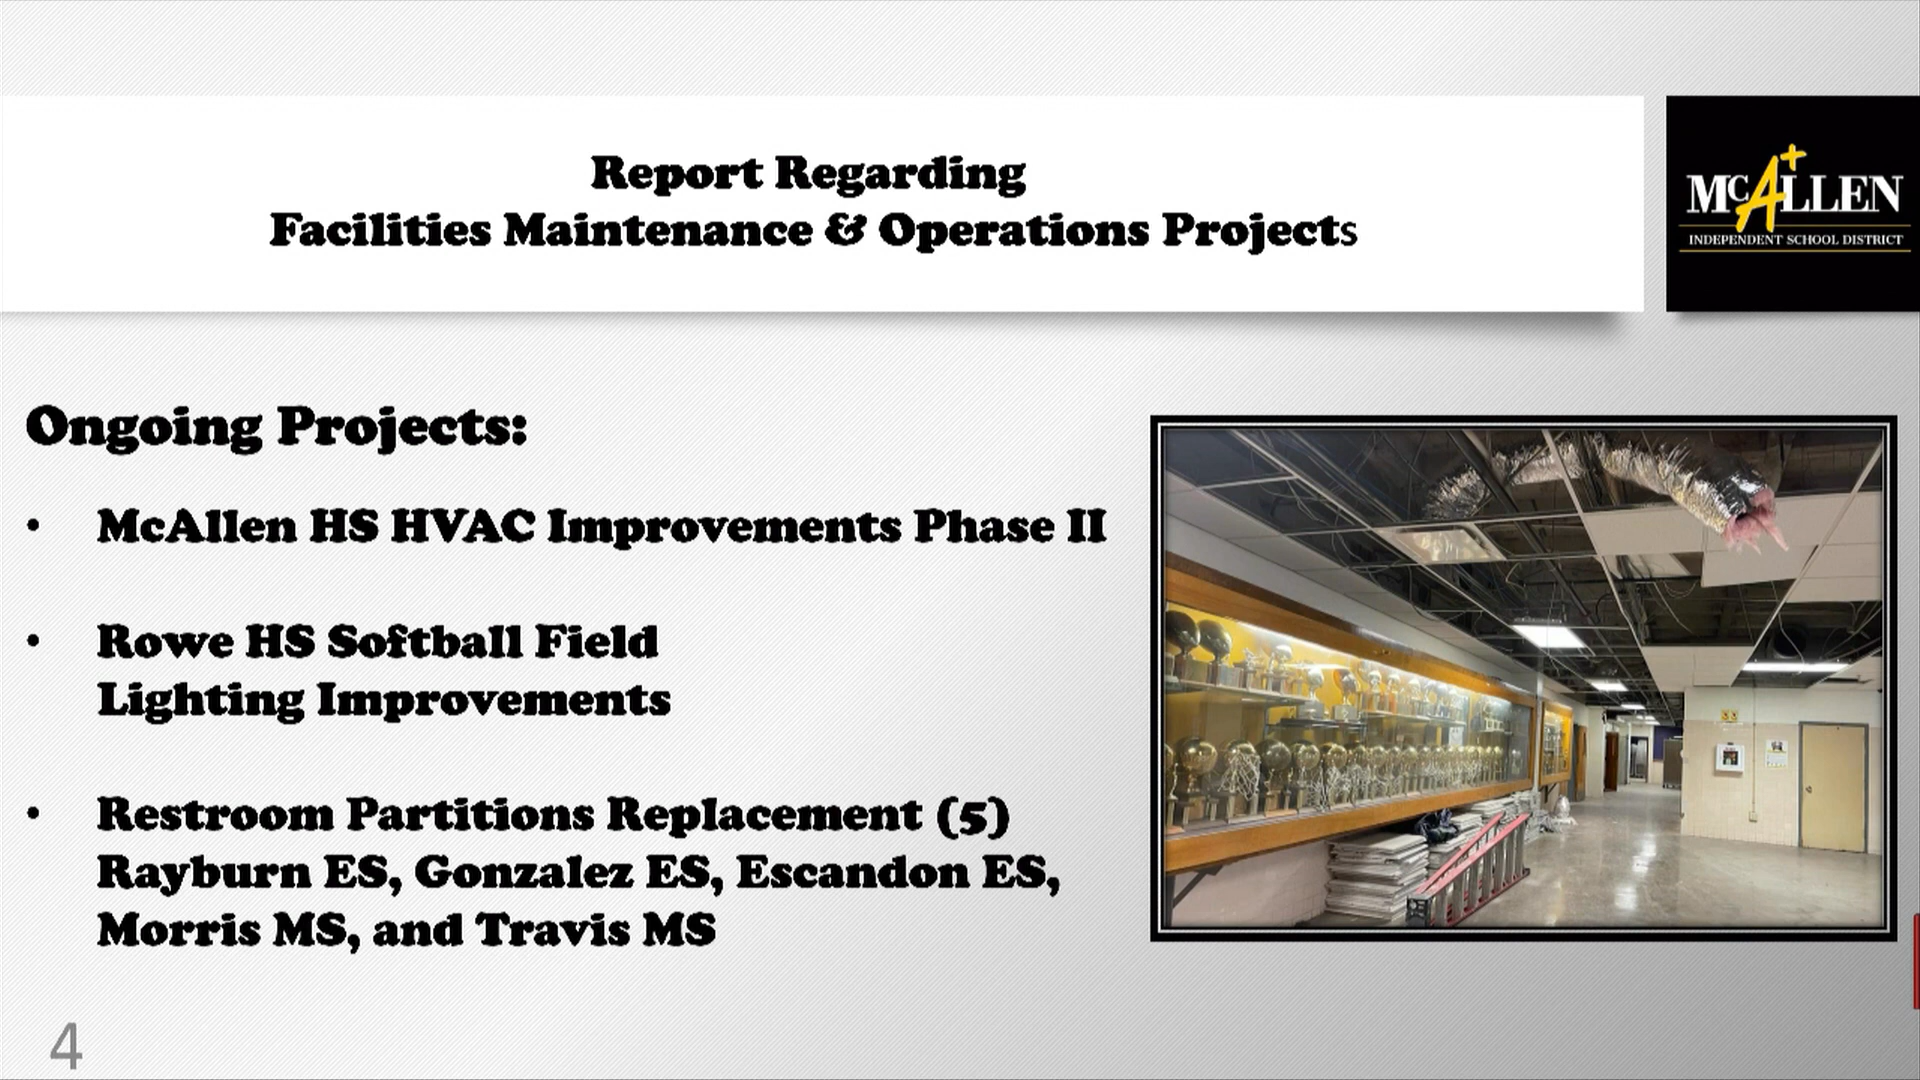 Report Regarding
Facilities Maintenance & Operations Projects
McALLEN
INDEPENDENT SCHOOL DISTRICT
Ongoing Projects:
• McAllen HS HVAC Improvements Phase II
• Rowe HS Softball Field
Lighting Improvements
• Restroom Partitions Replacement (5)
Rayburn ES, Gonzalez ES, Escandon ES,
Morris MS, and Travis MS
4